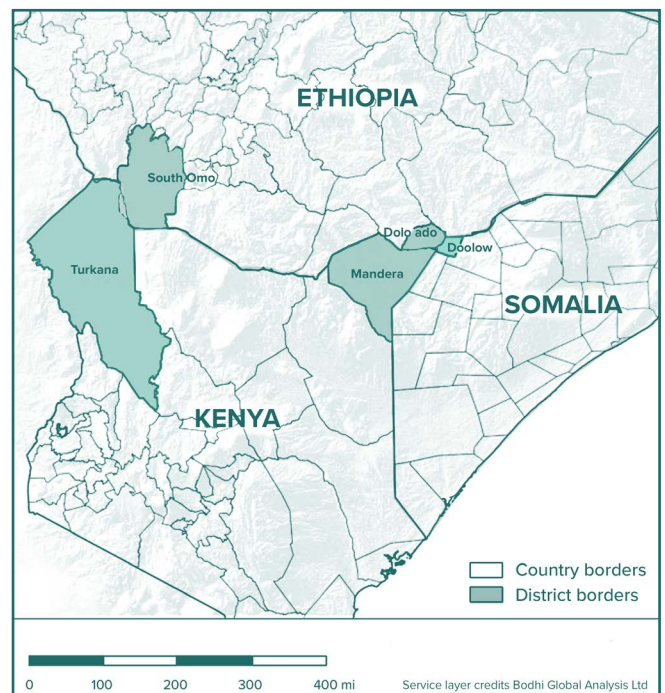 ETHIOPIA
South Omo
Dolo ado
Doolow
Turkana
Mandera
SOMALIA
KENYA
Country borders
District borders
0 100 200 300 400 mi
Service layer credits Bodhi Global Analysis Ltd